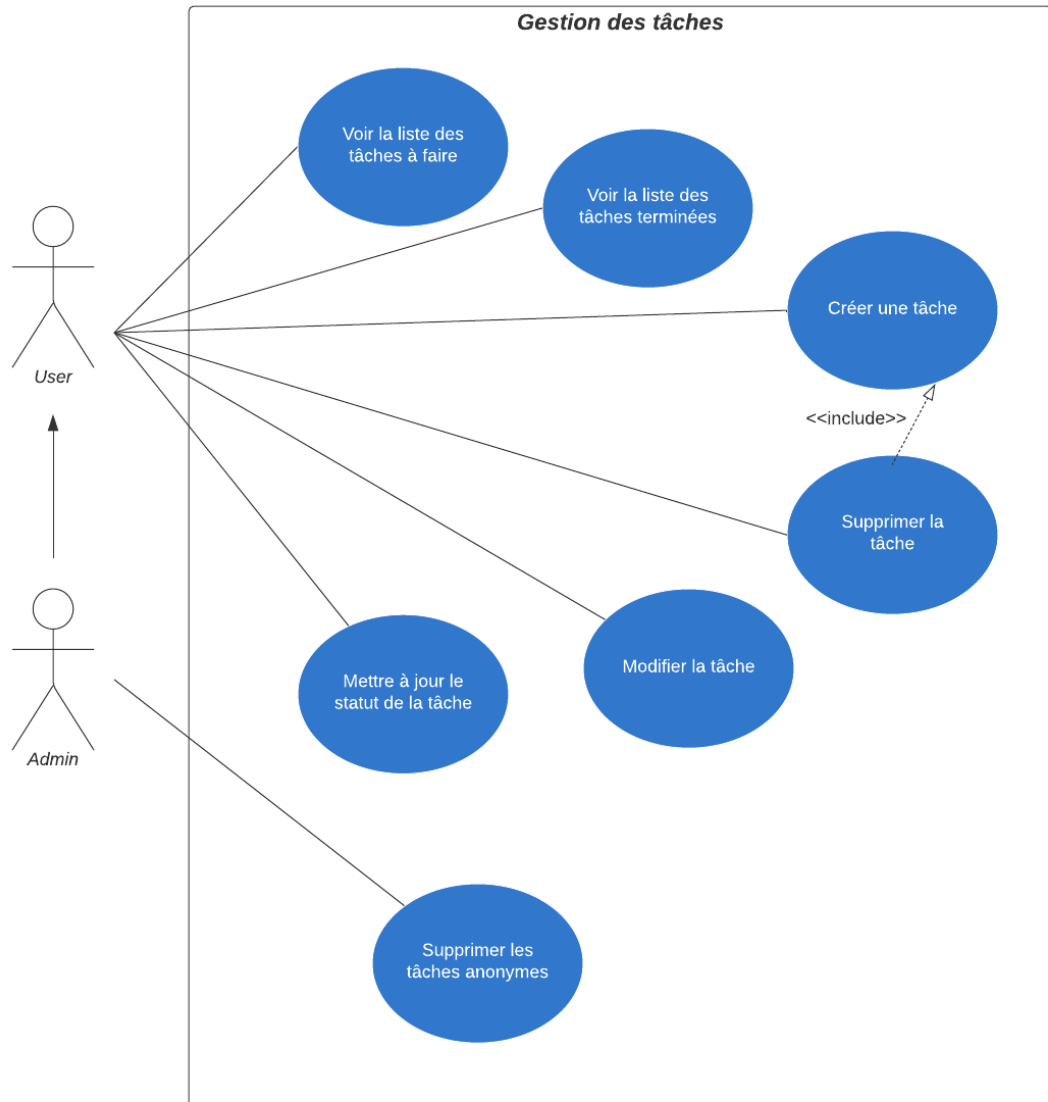 Gestion des tâches
Voir la liste des
tâches à faire
Voir la liste des
tâches terminées
Créer une tâche
User
<<include>>
Supprimer la
tâche
Modifier la tâche
Mettre à jour le
statut de la tâche
Admin
Supprimer les
tâches anonymes